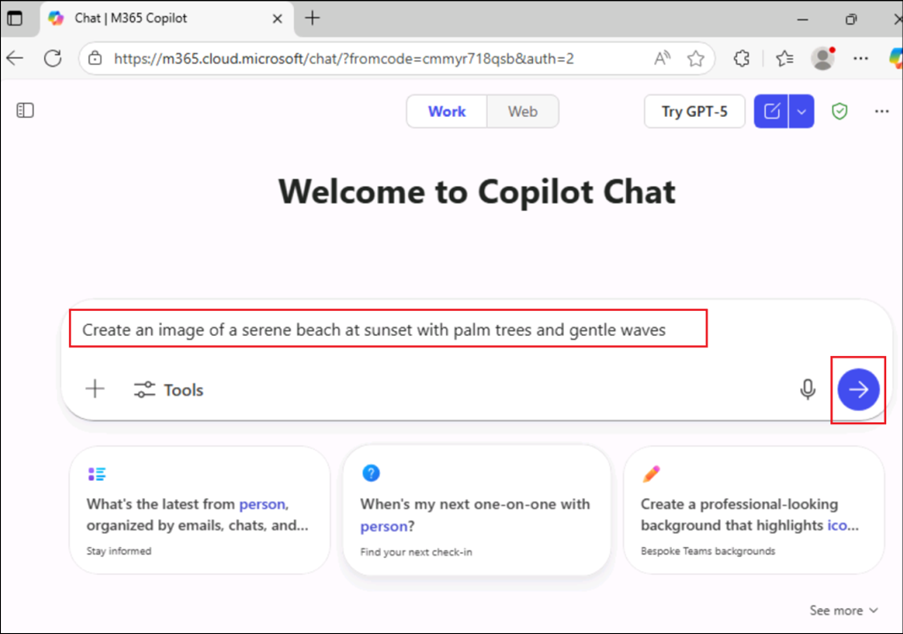 Chat | M365 Copilot
https://m365.cloud.microsoft/chat/?fromcode=cmmyr718qsb&auth=2
Work
Web
Try GPT-5
Welcome to Copilot Chat
Create an image of a serene beach at sunset with palm trees and gentle waves
Tools
What's the latest from person,
organized by emails, chats, and...
Stay informed
When's my next one-on-one with
person?
Find your next check-in
Create a professional-looking
background that highlights ico...
Bespoke Teams backgrounds
See more